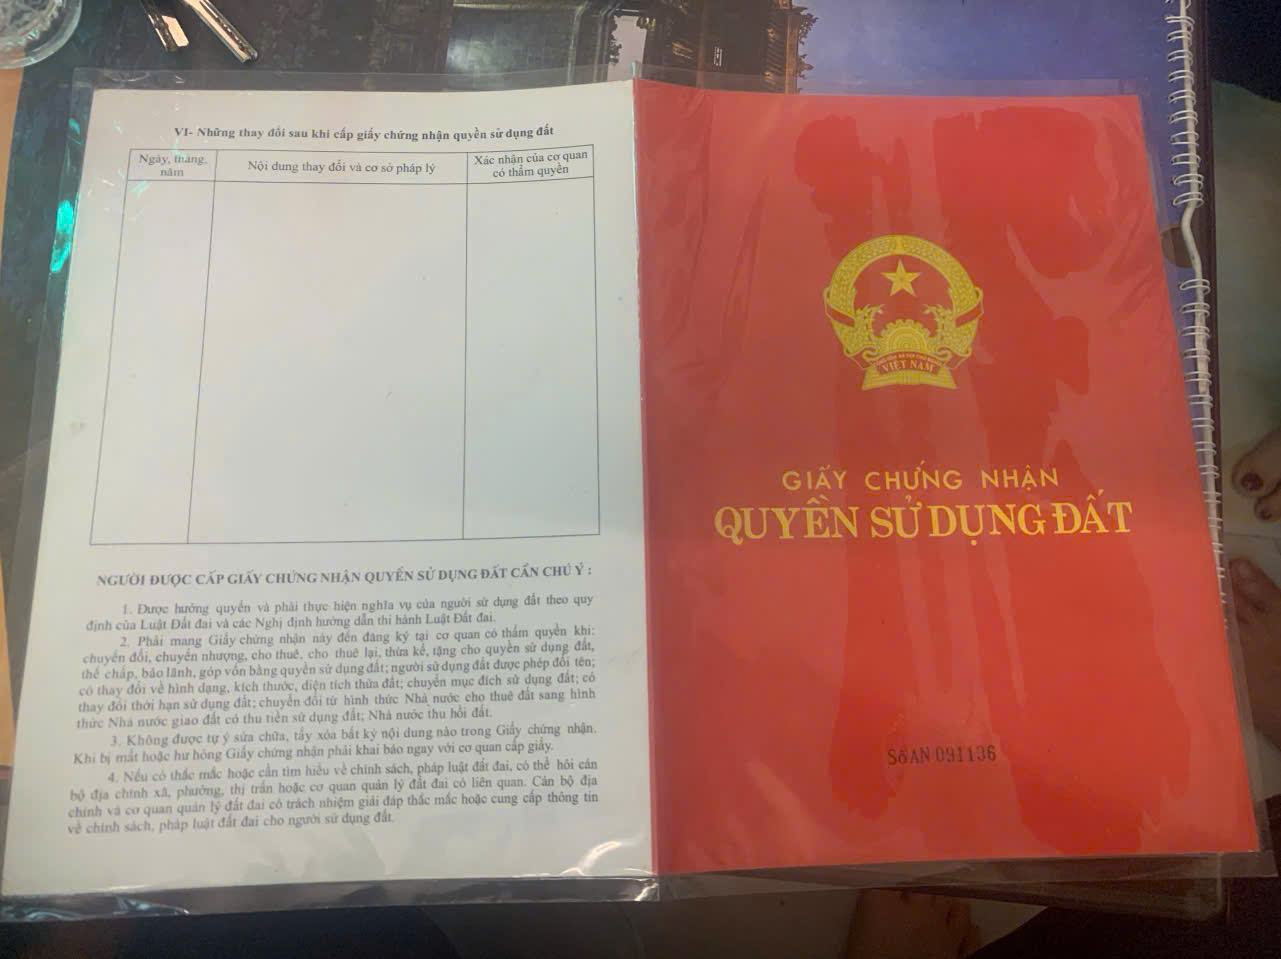 VI- Những thay đổi sau khi cấp giấy chứng nhận quyền sử dụng đất
Ngày, tháng,
năm
Nội dung thay đổi và cơ sở pháp lý
Xác nhận của cơ quan
có thẩm quyền
NGƯỜI ĐƯỢC CẤP GIẤY CHỨNG NHẬN QUYỀN SỬ DỤNG ĐẤT CẦN CHÚ Ý :
1. Được hưởng quyền và phải thực hiện nghĩa vụ của người sử dụng đất theo quy
định của Luật Đất đai và các Nghị định hướng dẫn thi hành Luật Đất đai.
2. Phải mang Giấy chứng nhận này đến đăng ký tại cơ quan có thẩm quyền khi:
chuyển đổi, chuyển nhượng, cho thuê, cho thuê lại, thừa kế, tặng cho quyền sử dụng đất,
thế chấp, bảo lãnh, góp vốn bằng quyền sử dụng đất; người sử dụng đất được phép đổi tên;
có thay đổi về hình dạng, kích thước, diện tích thửa đất; chuyển mục đích sử dụng đất; có
thay đổi thời hạn sử dụng đất; chuyển đổi từ hình thức Nhà nước cho thuê đất sang hình
thức Nhà nước giao đất có thu tiền sử dụng đất; Nhà nước thu hồi đất.
3. Không được tự ý sửa chữa, tẩy xóa bất kỳ nội dung nào trong Giấy chứng nhận.
Khi bị mất hoặc hư hỏng Giấy chứng nhận phải khai báo ngay với cơ quan cấp giấy.
4. Nếu có thắc mắc hoặc cần tìm hiểu về chính sách, pháp luật đất đai, có thể hỏi cán
bộ địa chính xã, phường, thị trấn hoặc cơ quan quản lý đất đai có liên quan. Cán bộ địa
chính và cơ quan quản lý đất đai có trách nhiệm giải đáp thắc mắc hoặc cung cấp thông tin
về chính sách, pháp luật đất đai cho người sử dụng đất.
VIỆT NAM
GIẤY CHỨNG NHẬN
QUYỀN SỬ DỤNG ĐẤT
Số AN 091136